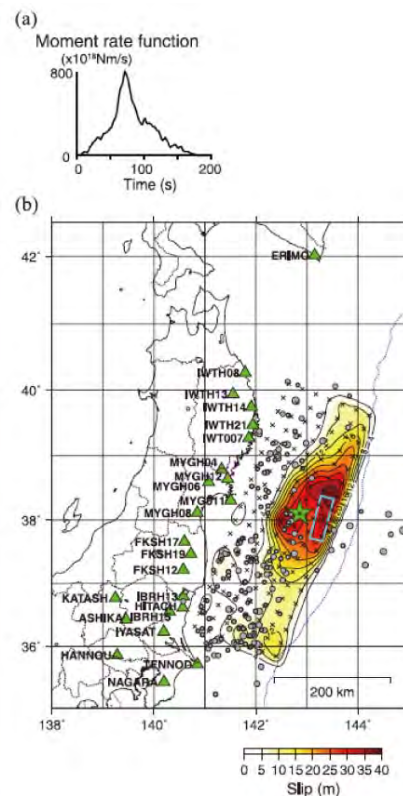 (a)
Moment rate function
(x10¹⁸Nm/s)
800
0
0 100 200
Time (s)
(b)
42˚
40˚
38˚
36˚
138˚ 140˚ 142˚ 144˚
ERIMO
IWTH08
IWTH13
IWTH14
IWTH21
IWT007
MYGH04
MYGH12
MYGH06
MYG011
MYGH08
FKSH17
FKSH19
FKSH12
KATASH
IBRH13
HITACH
ASHIKA
IBRH15
IYASAT
HANNOU
TENNOD
NAGARA
200 km
0 5 10 15 20 25 30 35 40
Slip (m)